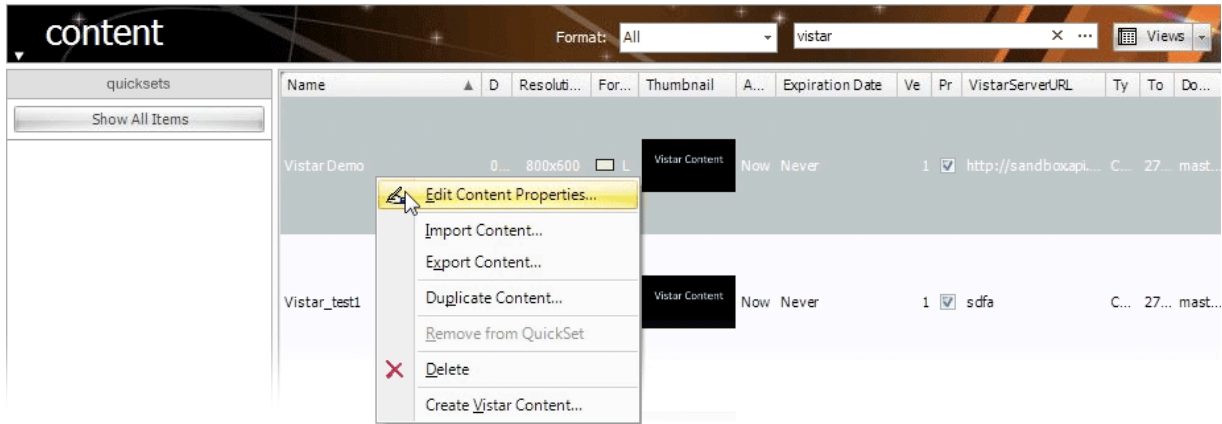 content
Format: All vistar Views
quicksets
Show All Items
Name D Resoluti... For... Thumbnail A... Expiration Date Ve Pr VistarServerURL Ty To Do...
Vistar Demo 0... 800x600 L Vistar Content Now Never 1 http://sandboxapi.... C... 27... mast...
Edit Content Properties...
Import Content...
Export Content...
Duplicate Content...
Remove from QuickSet
Delete
Create Vistar Content...
Vistar_test1 Vistar Content Now Never 1 sdfa C... 27... mast...